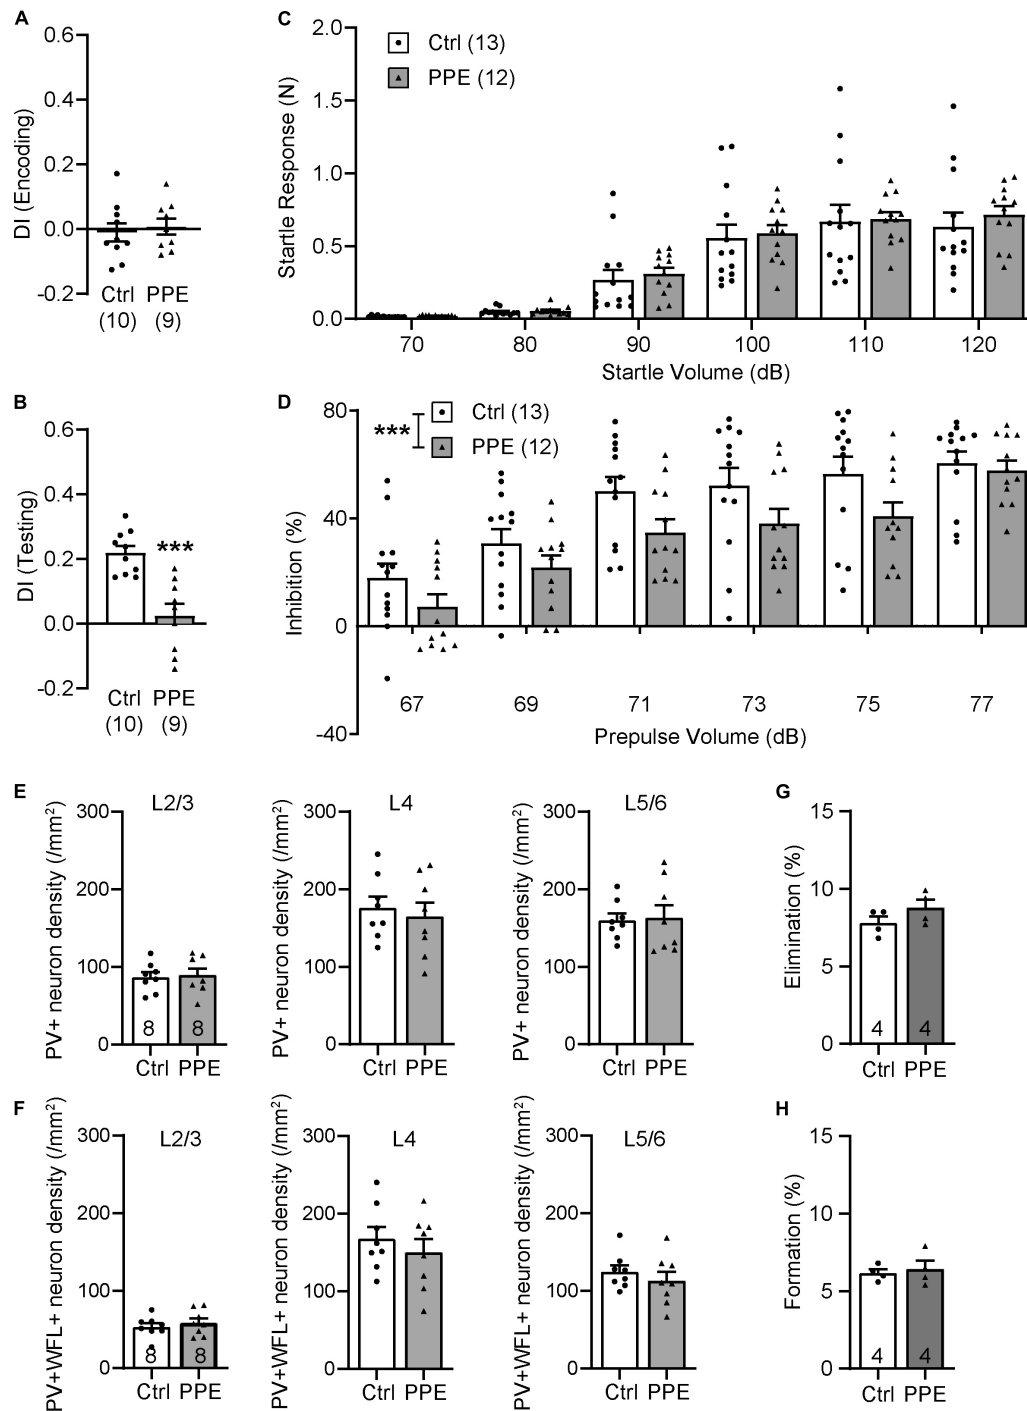 A
DI (Encoding)
0.6
0.4
0.2
0.0
-0.2
Ctrl PPE
(10) (9)
C
Startle Response (N)
2.0
1.5
1.0
0.5
0.0
Ctrl (13)
PPE (12)
70 80 90 100 110 120
Startle Volume (dB)
B
DI (Testing)
0.6
0.4
0.2
0.0
-0.2
***
Ctrl PPE
(10) (9)
D
Inhibition (%)
80
40
0
-40
***
Ctrl (13)
PPE (12)
67 69 71 73 75 77
Prepulse Volume (dB)
E
PV+ neuron density (/mm²)
L2/3
300
200
100
0
8 8
Ctrl PPE
PV+ neuron density (/mm²)
L4
300
200
100
0
Ctrl PPE
PV+ neuron density (/mm²)
L5/6
300
200
100
0
Ctrl PPE
G
Elimination (%)
15
10
5
0
4 4
Ctrl PPE
F
PV+WFL+ neuron density (/mm²)
L2/3
300
200
100
0
8 8
Ctrl PPE
PV+WFL+ neuron density (/mm²)
L4
300
200
100
0
Ctrl PPE
PV+WFL+ neuron density (/mm²)
L5/6
300
200
100
0
Ctrl PPE
H
Formation (%)
15
10
5
0
4 4
Ctrl PPE